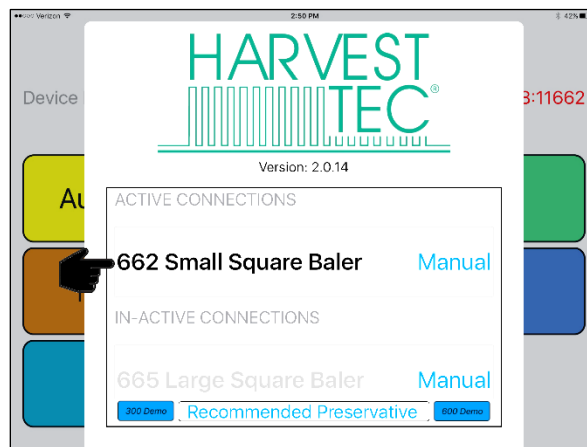 Verizon 2:50 PM 42%
HARVEST
TEC®
Device 3:11662
Version: 2.0.14
Au
ACTIVE CONNECTIONS
662 Small Square Baler Manual
IN-ACTIVE CONNECTIONS
665 Large Square Baler Manual
300 Demo Recommended Preservative 600 Demo